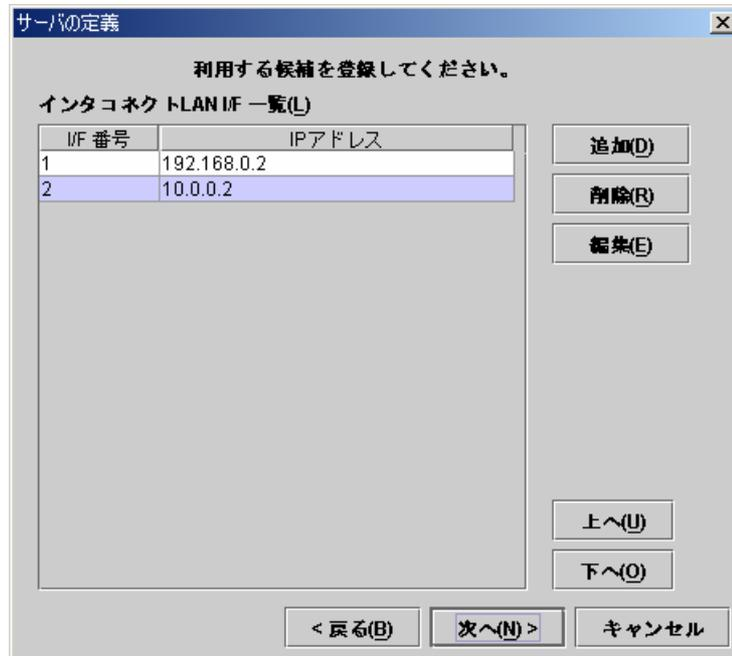 サーバの定義
利用する候補を登録してください。
インタコネクトLAN I/F 一覧(L)
I/F 番号 IPアドレス
1 192.168.0.2
2 10.0.0.2
追加(D)
削除(R)
編集(E)
上へ(U)
下へ(O)
< 戻る(B) 次へ(N) > キャンセル